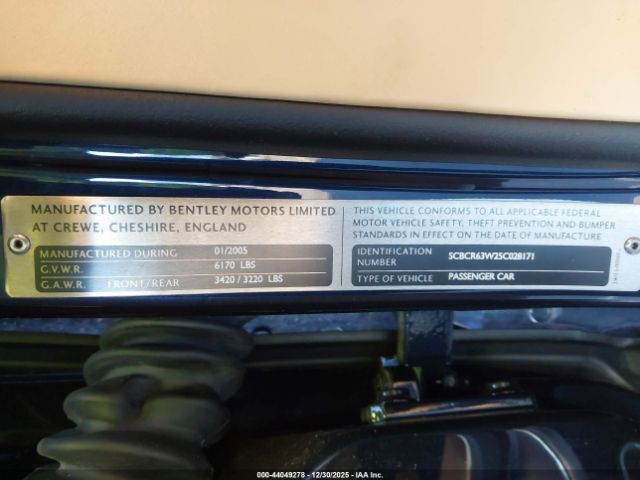 MANUFACTURED BY BENTLEY MOTORS LIMITED
AT CREWE, CHESHIRE, ENGLAND
MANUFACTURED DURING 01/2005
G.V.W.R. 6170 LBS
G.A.W.R. FRONT/REAR 3420 / 3220 LBS
THIS VEHICLE CONFORMS TO ALL APPLICABLE FEDERAL
MOTOR VEHICLE SAFETY, THEFT PREVENTION AND BUMPER
STANDARDS IN EFFECT ON THE DATE OF MANUFACTURE
IDENTIFICATION
NUMBER SCBCR63W25C028171
TYPE OF VEHICLE PASSENGER CAR
000-44049278 - 12/30/2025 - IAA Inc.